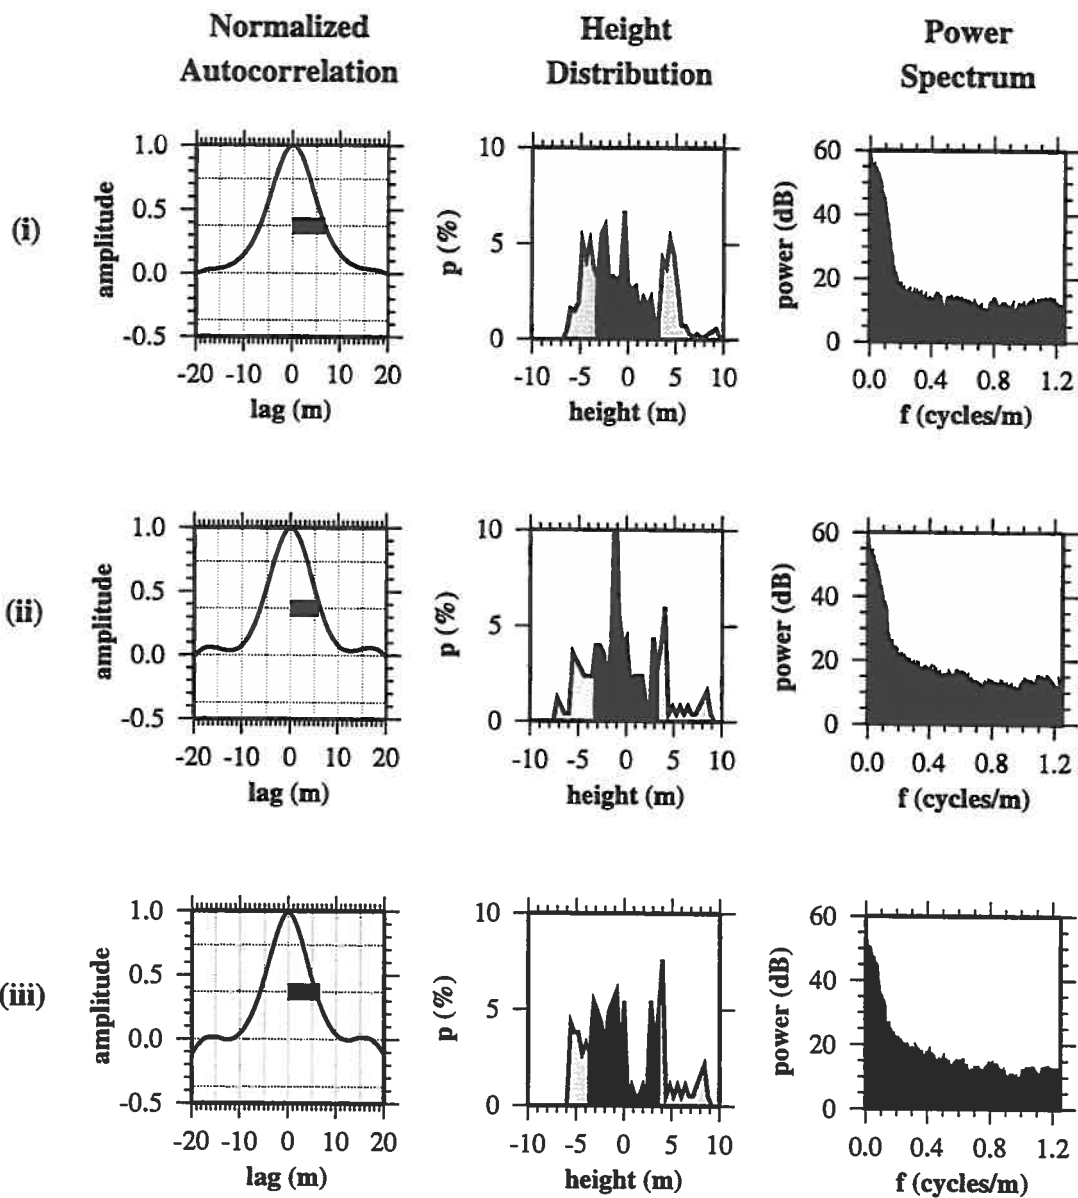 Normalized
Autocorrelation
Height
Distribution
Power
Spectrum
(i)
amplitude
1.0
0.5
0.0
-0.5
-20 -10 0 10 20
lag (m)
p (%)
10
5
0
-10 -5 0 5 10
height (m)
power (dB)
60
40
20
0
0.0 0.4 0.8 1.2
f (cycles/m)
(ii)
amplitude
1.0
0.5
0.0
-0.5
-20 -10 0 10 20
lag (m)
p (%)
10
5
0
-10 -5 0 5 10
height (m)
power (dB)
60
40
20
0
0.0 0.4 0.8 1.2
f (cycles/m)
(iii)
amplitude
1.0
0.5
0.0
-0.5
-20 -10 0 10 20
lag (m)
p (%)
10
5
0
-10 -5 0 5 10
height (m)
power (dB)
60
40
20
0
0.0 0.4 0.8 1.2
f (cycles/m)